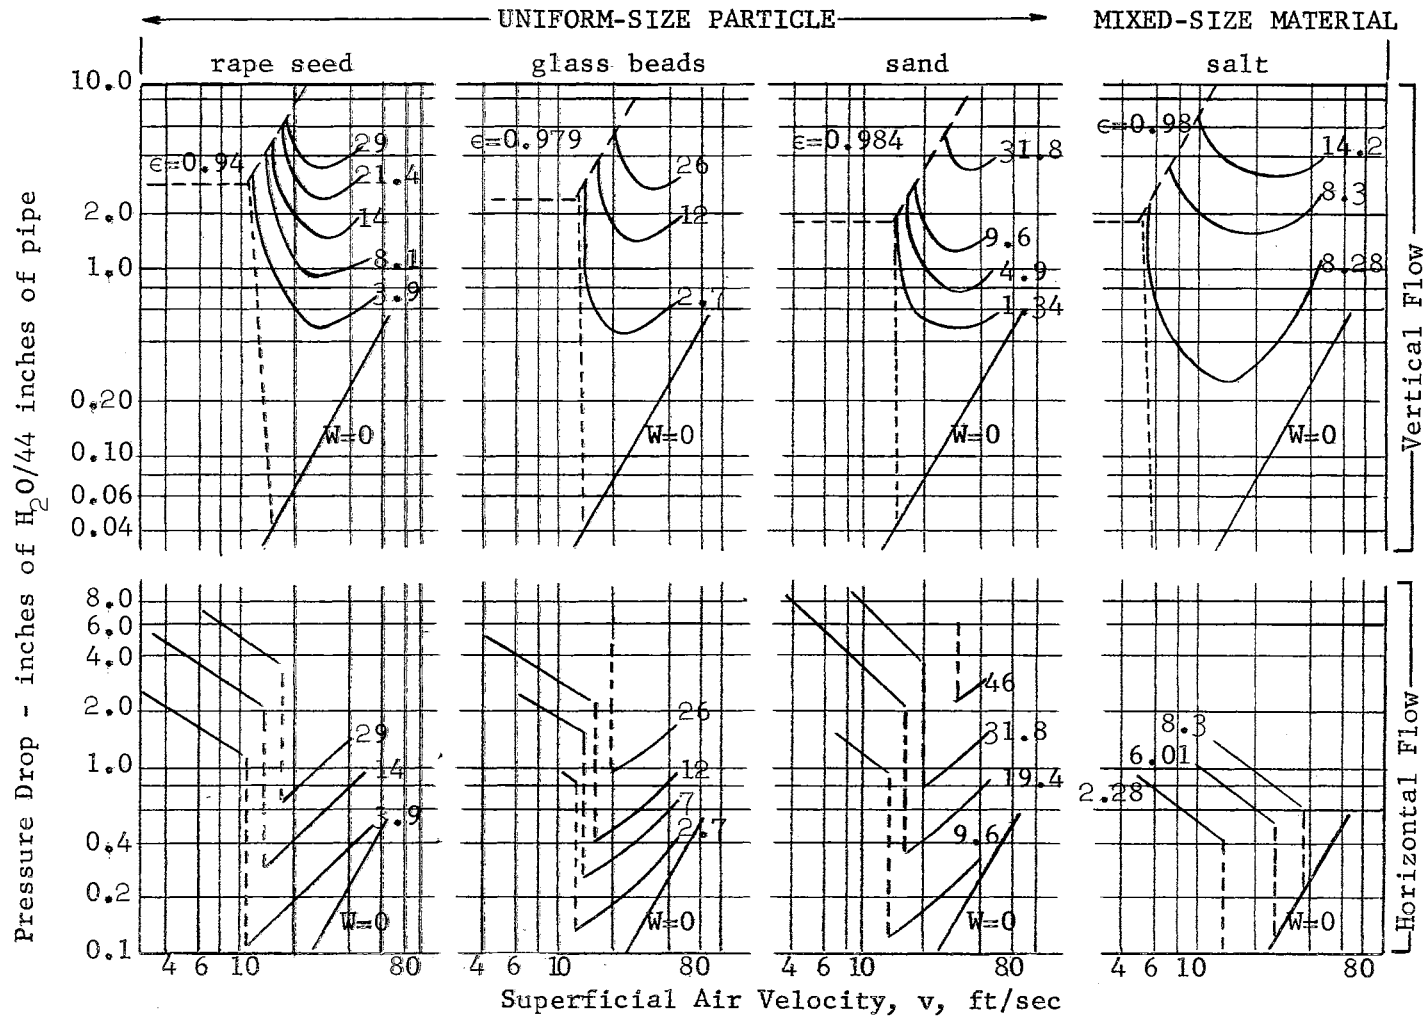 UNIFORM-SIZE PARTICLE
MIXED-SIZE MATERIAL
rape seed
glass beads
sand
salt
10.0
2.0
1.0
0.20
0.10
0.06
0.04
ϵ=0.94
29
21.4
14
8.1
3.9
W=0
ϵ=0.979
26
12
2.7
W=0
ϵ=0.984
31.8
9.6
4.9
1.34
W=0
ϵ=0.98
14.2
8.3
8.28
W=0
Vertical Flow
8.0
6.0
4.0
2.0
1.0
0.4
0.2
0.1
29
14
3.9
W=0
26
12
7
2.7
W=0
46
31.8
19.4
9.6
W=0
8.3
6.01
2.28
W=0
Horizontal Flow
4 6 10 80
4 6 10 80
4 6 10 80
4 6 10 80
Superficial Air Velocity, v, ft/sec
Pressure Drop - inches of H2O/44 inches of pipe